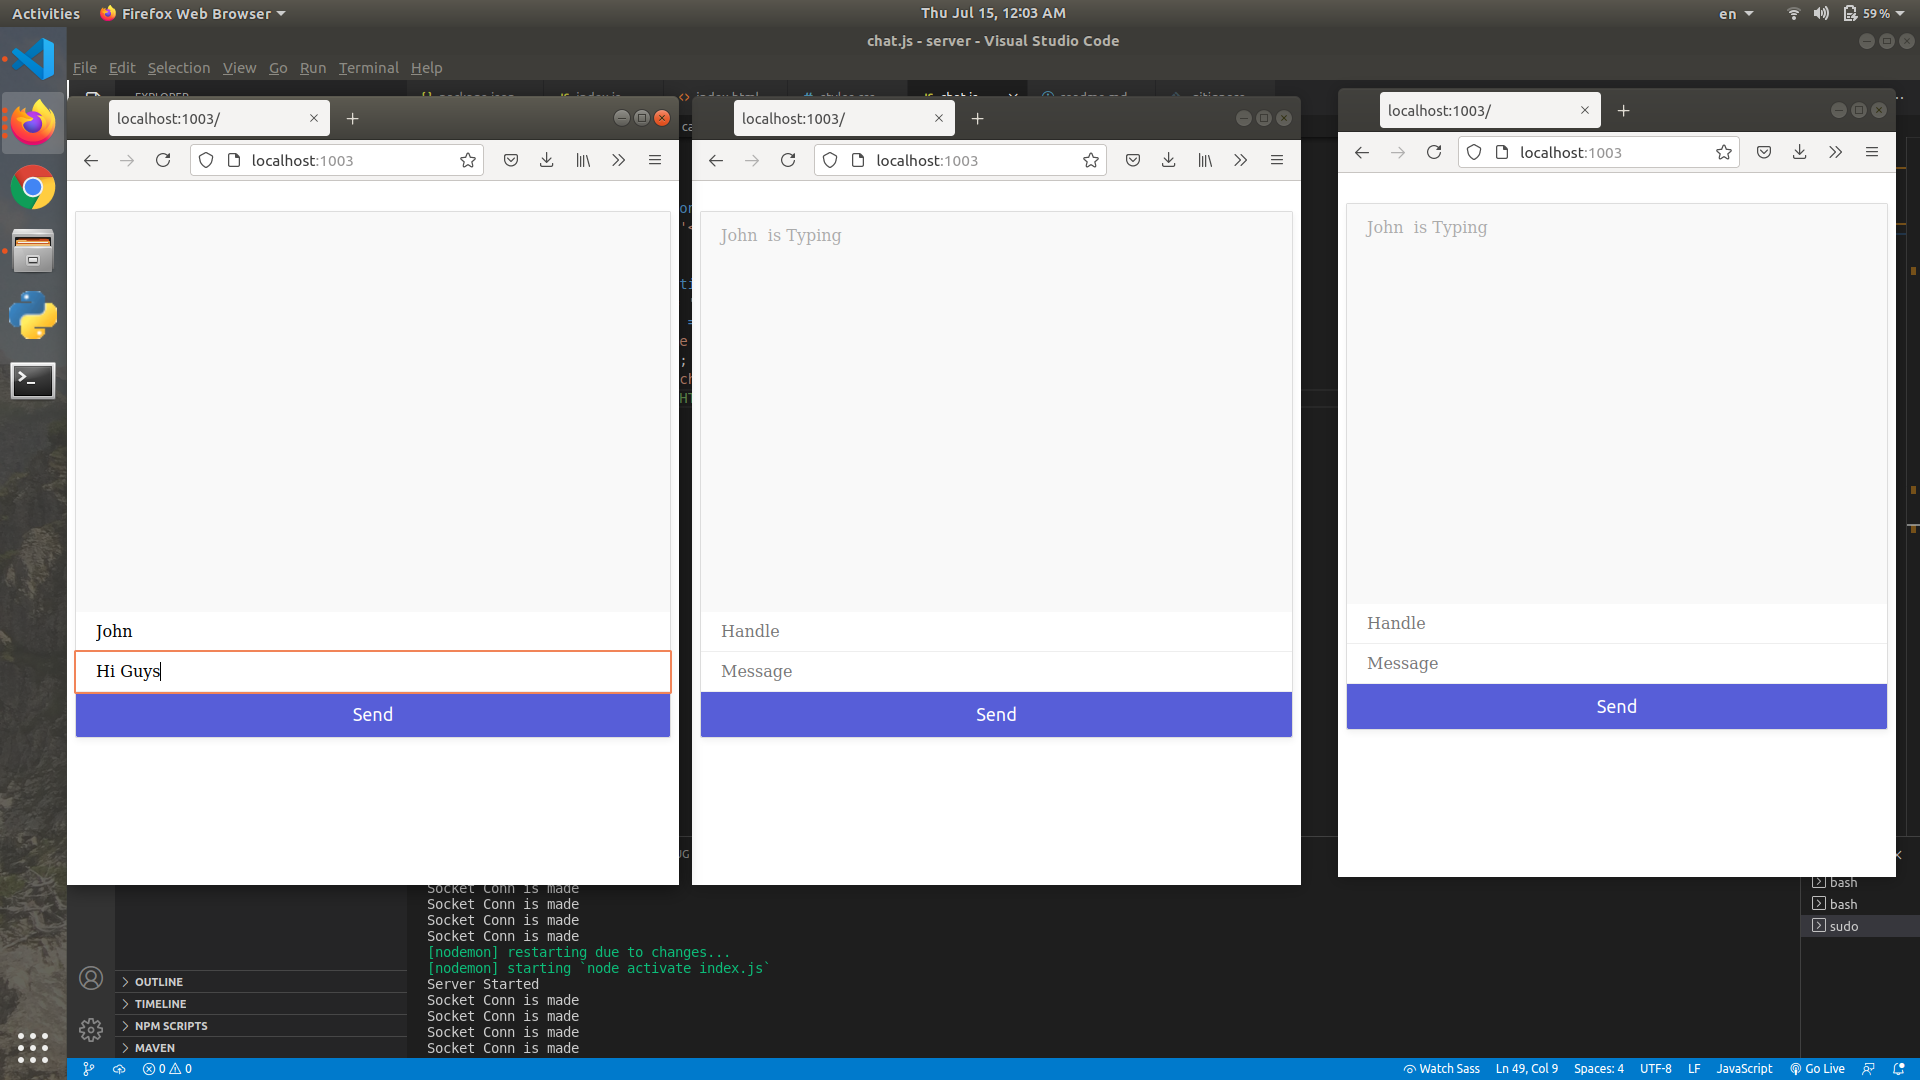 Activities
Firefox Web Browser
Thu Jul 15, 12:03 AM
en
59 %
chat.js - server - Visual Studio Code
File Edit Selection View Go Run Terminal Help
localhost:1003/
localhost:1003
John
Hi Guys
Send
localhost:1003/
localhost:1003
John is Typing
Handle
Message
Send
localhost:1003/
localhost:1003
John is Typing
Handle
Message
Send
Socket Conn is made
Socket Conn is made
Socket Conn is made
Socket Conn is made
[nodemon] restarting due to changes...
[nodemon] starting `node activate index.js`
Server Started
Socket Conn is made
Socket Conn is made
Socket Conn is made
Socket Conn is made
bash
bash
sudo
OUTLINE
TIMELINE
NPM SCRIPTS
MAVEN
0 0
Watch Sass
Ln 49, Col 9
Spaces: 4
UTF-8
LF
JavaScript
Go Live